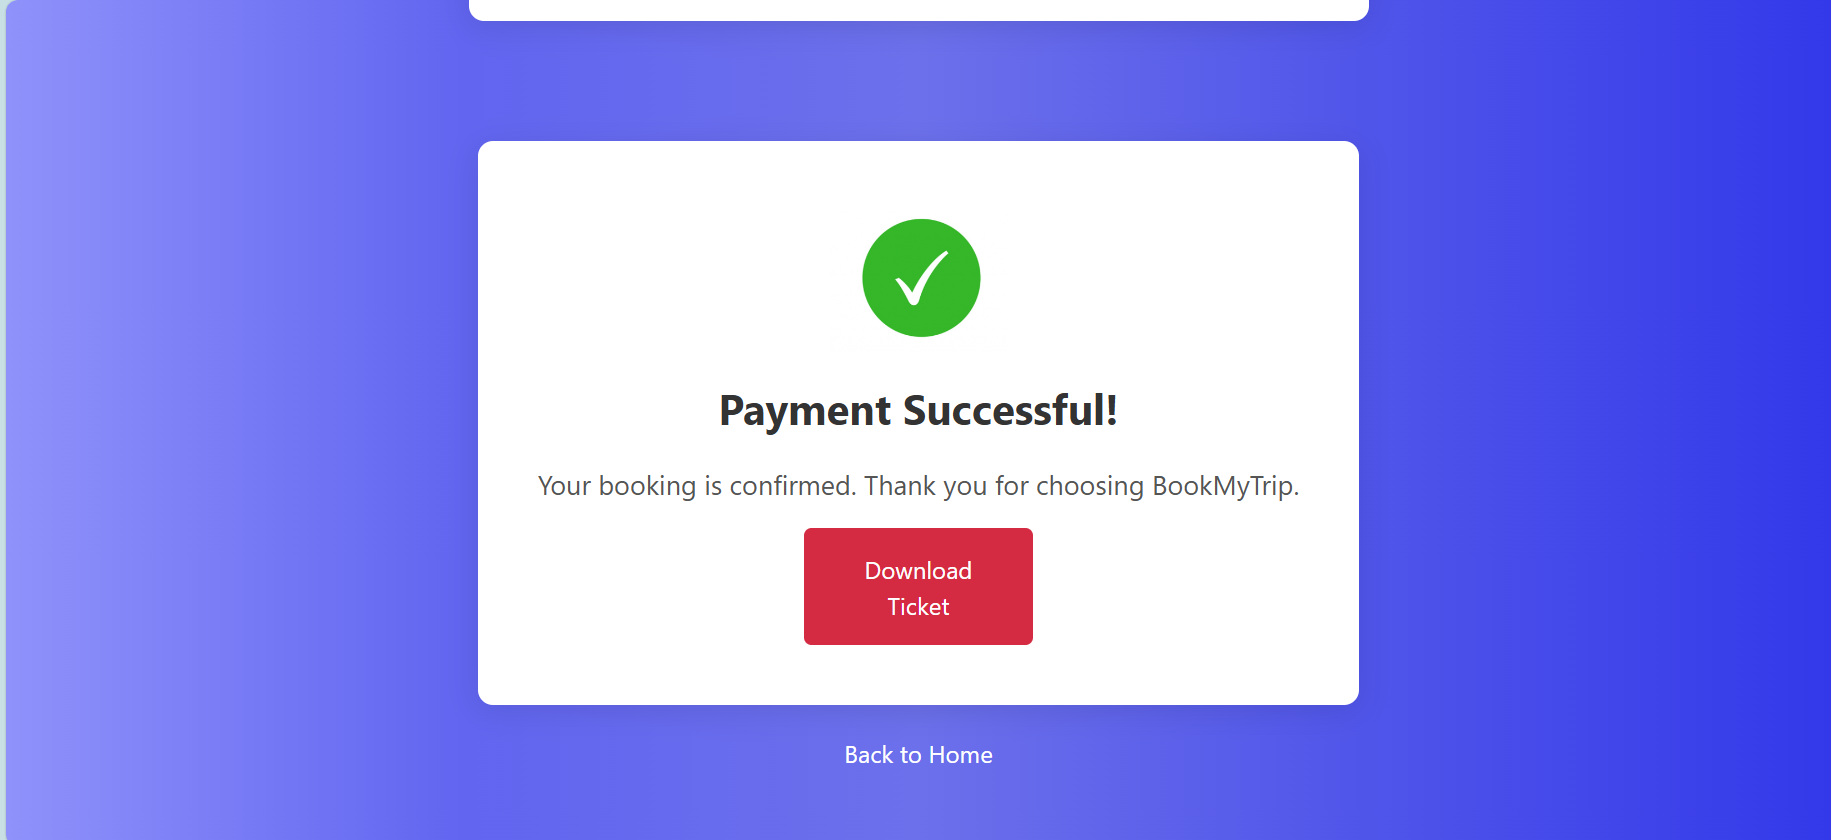 Payment Successful!
Your booking is confirmed. Thank you for choosing BookMyTrip.
Download
Ticket
Back to Home